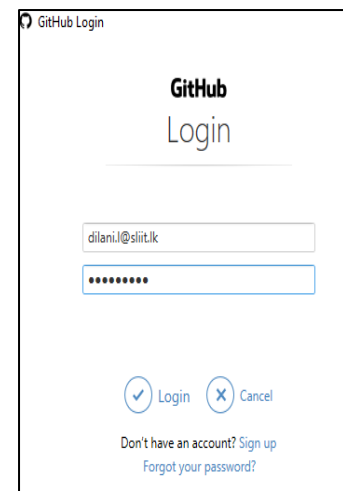 GitHub Login
GitHub
Login
dilani.l@sliit.lk
•••••••••
Login Cancel
Don't have an account? Sign up
Forgot your password?